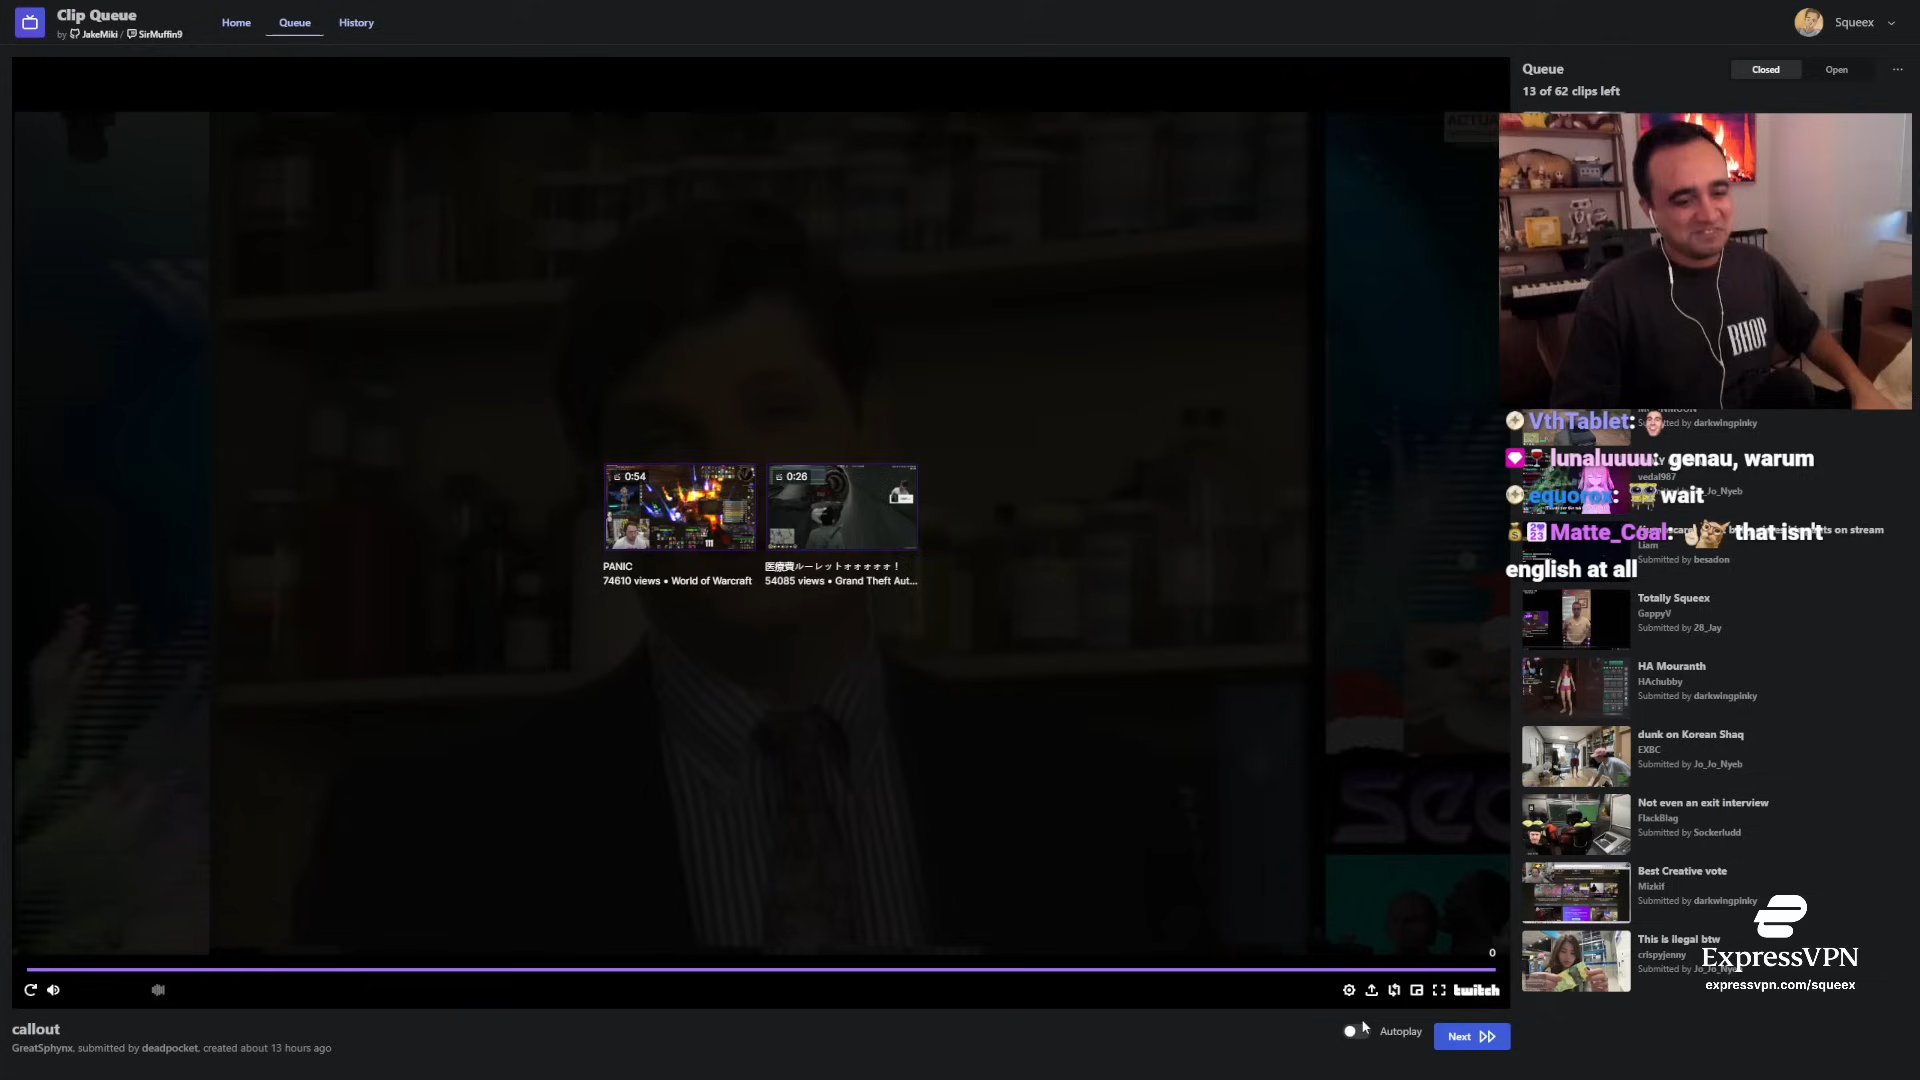 Clip Queue
by JakeMiki / SirMuffin9
Home
Queue
History
Squeex
Queue
Closed
Open
13 of 62 clips left
BHOP
0:54
0:26
PANIC
74610 views • World of Warcraft
医療費ルーレットォォォォォ！
54085 views • Grand Theft Aut...
Submitted by darkwingpinky
VthTablet:
lunaluuuu: genau, warum
vedal987
equorox: wait
Matte_Coal: that isn't
english at all
Liam
Submitted by besadon
Totally Squeex
GappyV
Submitted by 28_Jay
HA Mouranth
HAchubby
Submitted by darkwingpinky
dunk on Korean Shaq
EXBC
Submitted by Jo_Jo_Nyeb
Not even an exit interview
FlackBlag
Submitted by Sockerludd
Best Creative vote
Mizkif
Submitted by darkwingpinky
This is ilegal btw
crispyjenny
ExpressVPN
expressvpn.com/squeex
0
twitch
callout
GreatSphynx, submitted by deadpocket, created about 13 hours ago
Autoplay
Next